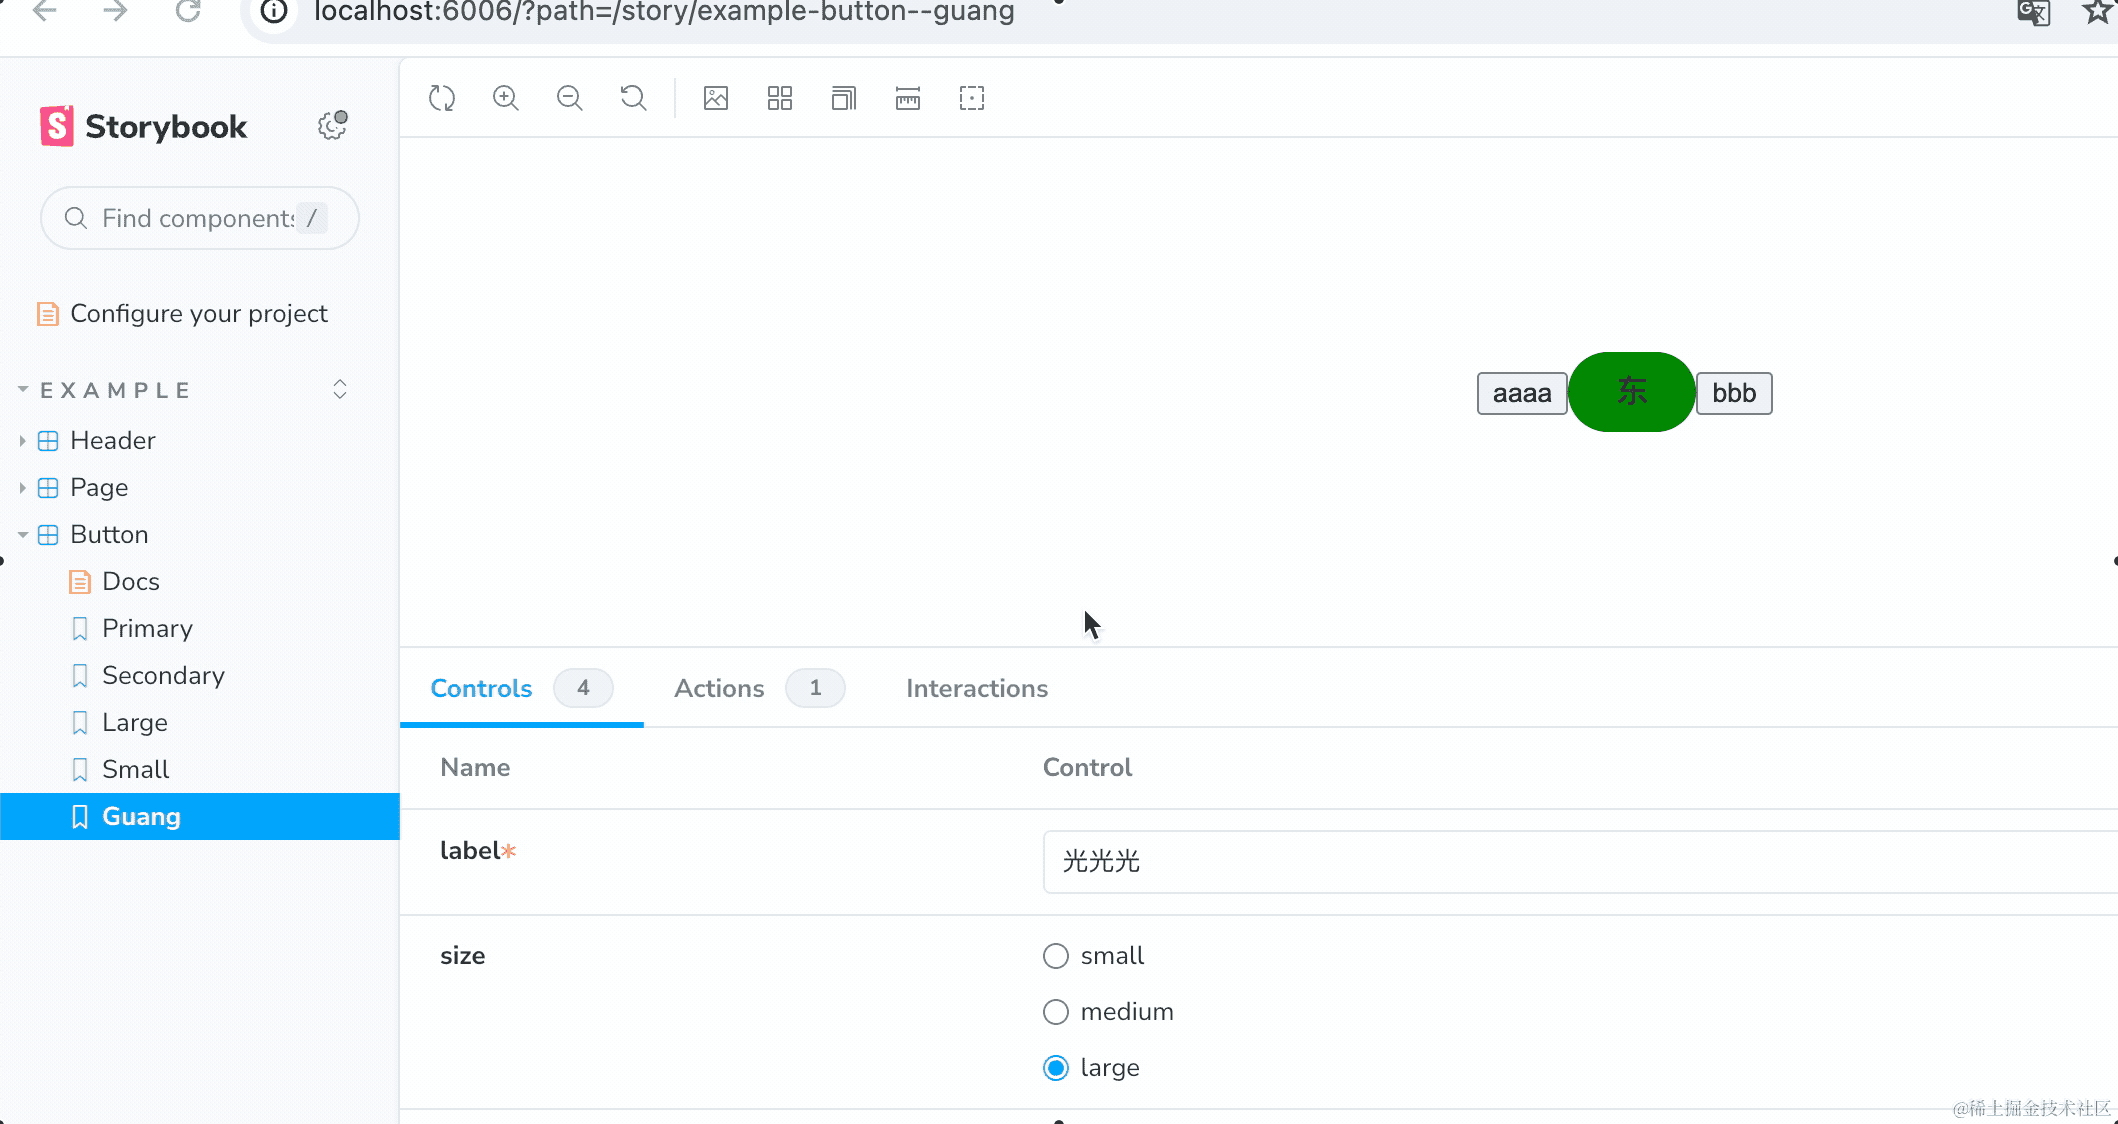 localhost:6006/?path=/story/example-button--guang
Storybook
Find components /
Configure your project
EXAMPLE
Header
Page
Button
Docs
Primary
Secondary
Large
Small
Guang
aaaa 东 bbb
Controls 4 Actions 1 Interactions
Name Control
label* 光光光
size small
medium
large
@稀土掘金技术社区